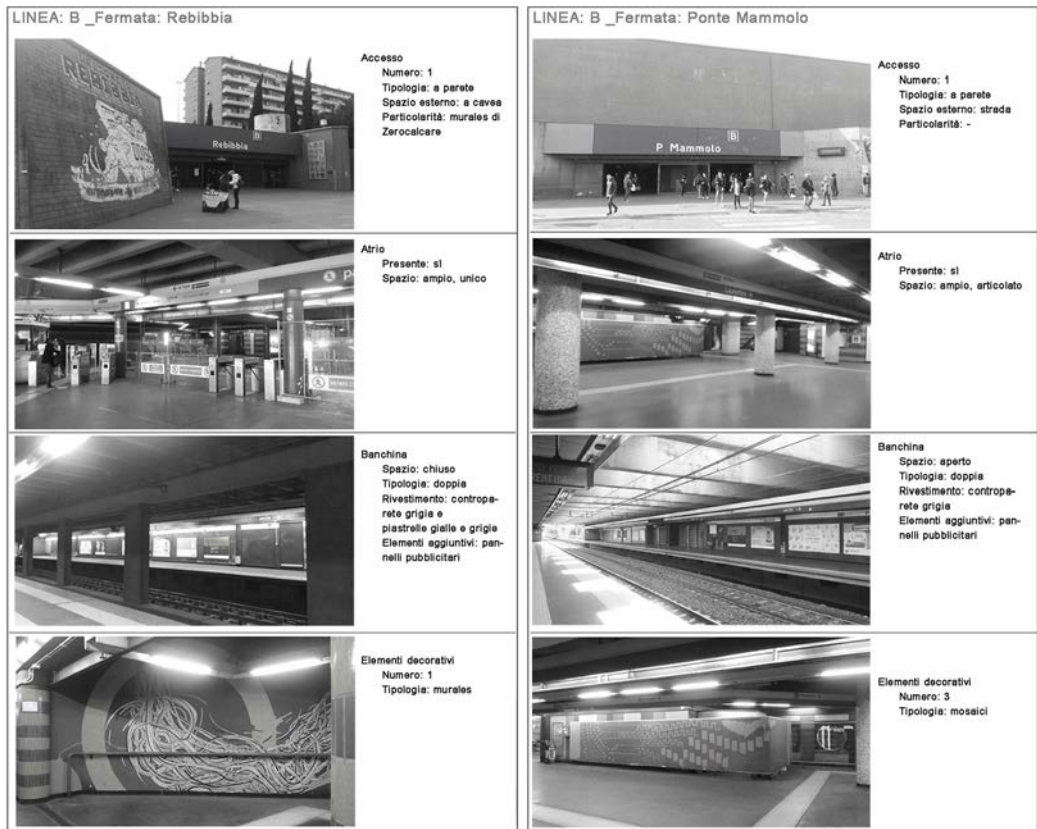 LINEA: B _Fermata: Rebibbia
REBIBBIA
B
Rebibbia
Accesso
Numero: 1
Tipologia: a parete
Spazio esterno: a cavea
Particolarità: murales di
Zerocalcare
Atrio
Presente: sì
Spazio: ampio, unico
Banchina
Spazio: chiuso
Tipologia: doppia
Rivestimento: contropa-
rete grigia e
piastrelle gialle e grigie
Elementi aggiuntivi: pan-
nelli pubblicitari
Elementi decorativi
Numero: 1
Tipologia: murales
LINEA: B _Fermata: Ponte Mammolo
B
P. Mammolo
Accesso
Numero: 1
Tipologia: a parete
Spazio esterno: strada
Particolarità: -
Atrio
Presente: sì
Spazio: ampio, articolato
Banchina
Spazio: aperto
Tipologia: doppia
Rivestimento: contropa-
rete grigia
Elementi aggiuntivi: pan-
nelli pubblicitari
Elementi decorativi
Numero: 3
Tipologia: mosaici